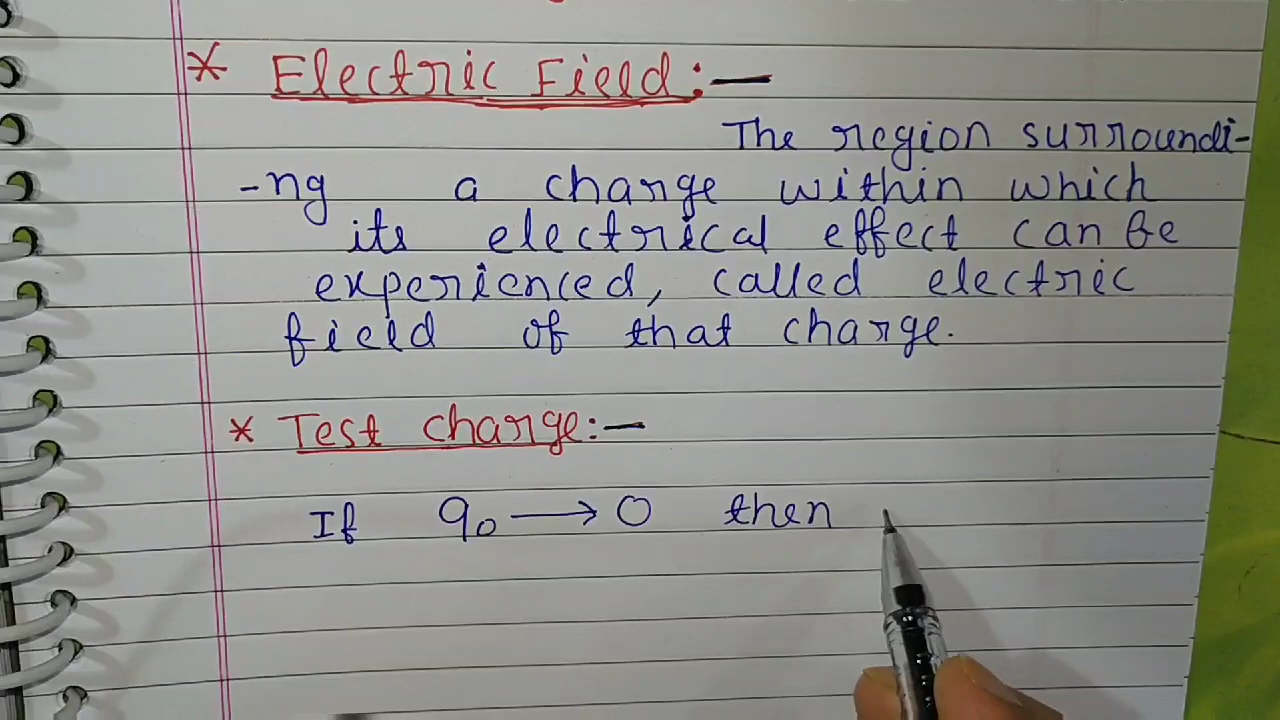 * Electric Field:-
The region surroundi-
-ng a charge within which
its electrical effect can be
experienced, called electric
field of that charge.
* Test charge:-
If q₀ → 0 then